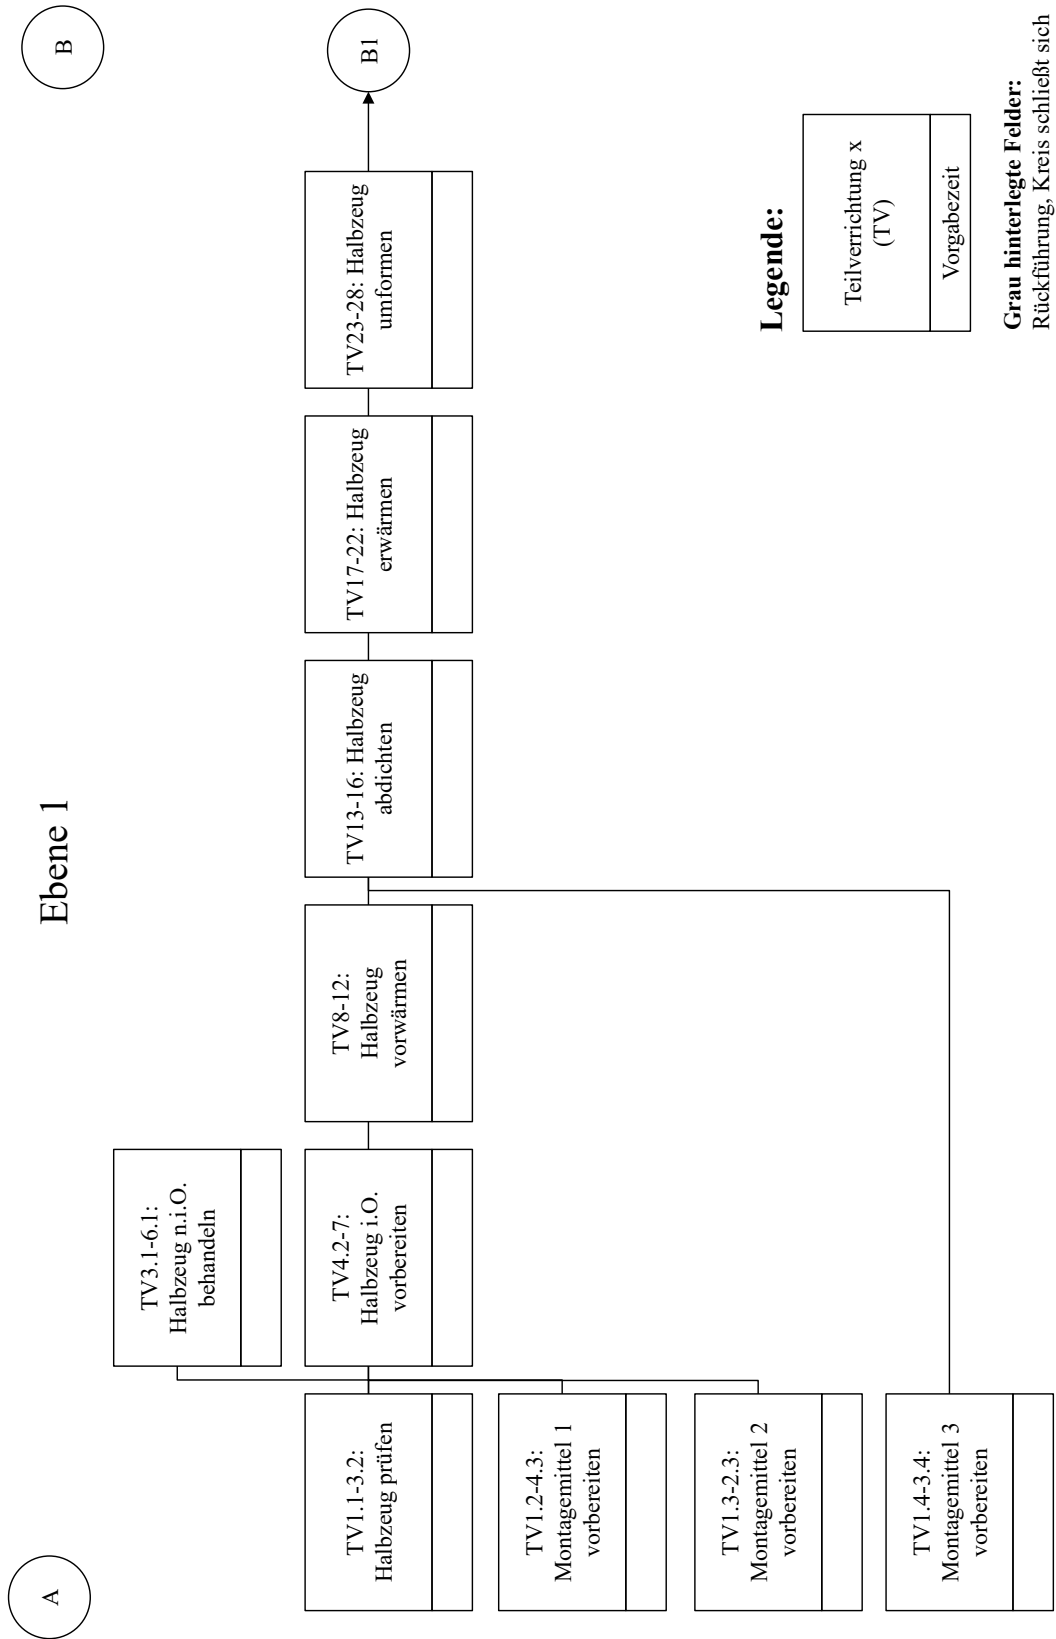 Ebene 1
A
B
TV3.1-6.1:
Halbzeug n.i.O.
behandeln
TV1.1-3.2:
Halbzeug prüfen
TV4.2-7:
Halbzeug i.O.
vorbereiten
TV8-12:
Halbzeug
vorwärmen
TV13-16: Halbzeug
abdichten
TV17-22: Halbzeug
erwärmen
TV23-28: Halbzeug
umformen
B1
TV1.2-4.3:
Montagemittel 1
vorbereiten
TV1.3-2.3:
Montagemittel 2
vorbereiten
TV1.4-3.4:
Montagemittel 3
vorbereiten
Legende:
Teilverrichtung x
(TV)
Vorgabezeit
Grau hinterlegte Felder:
Rückführung, Kreis schließt sich